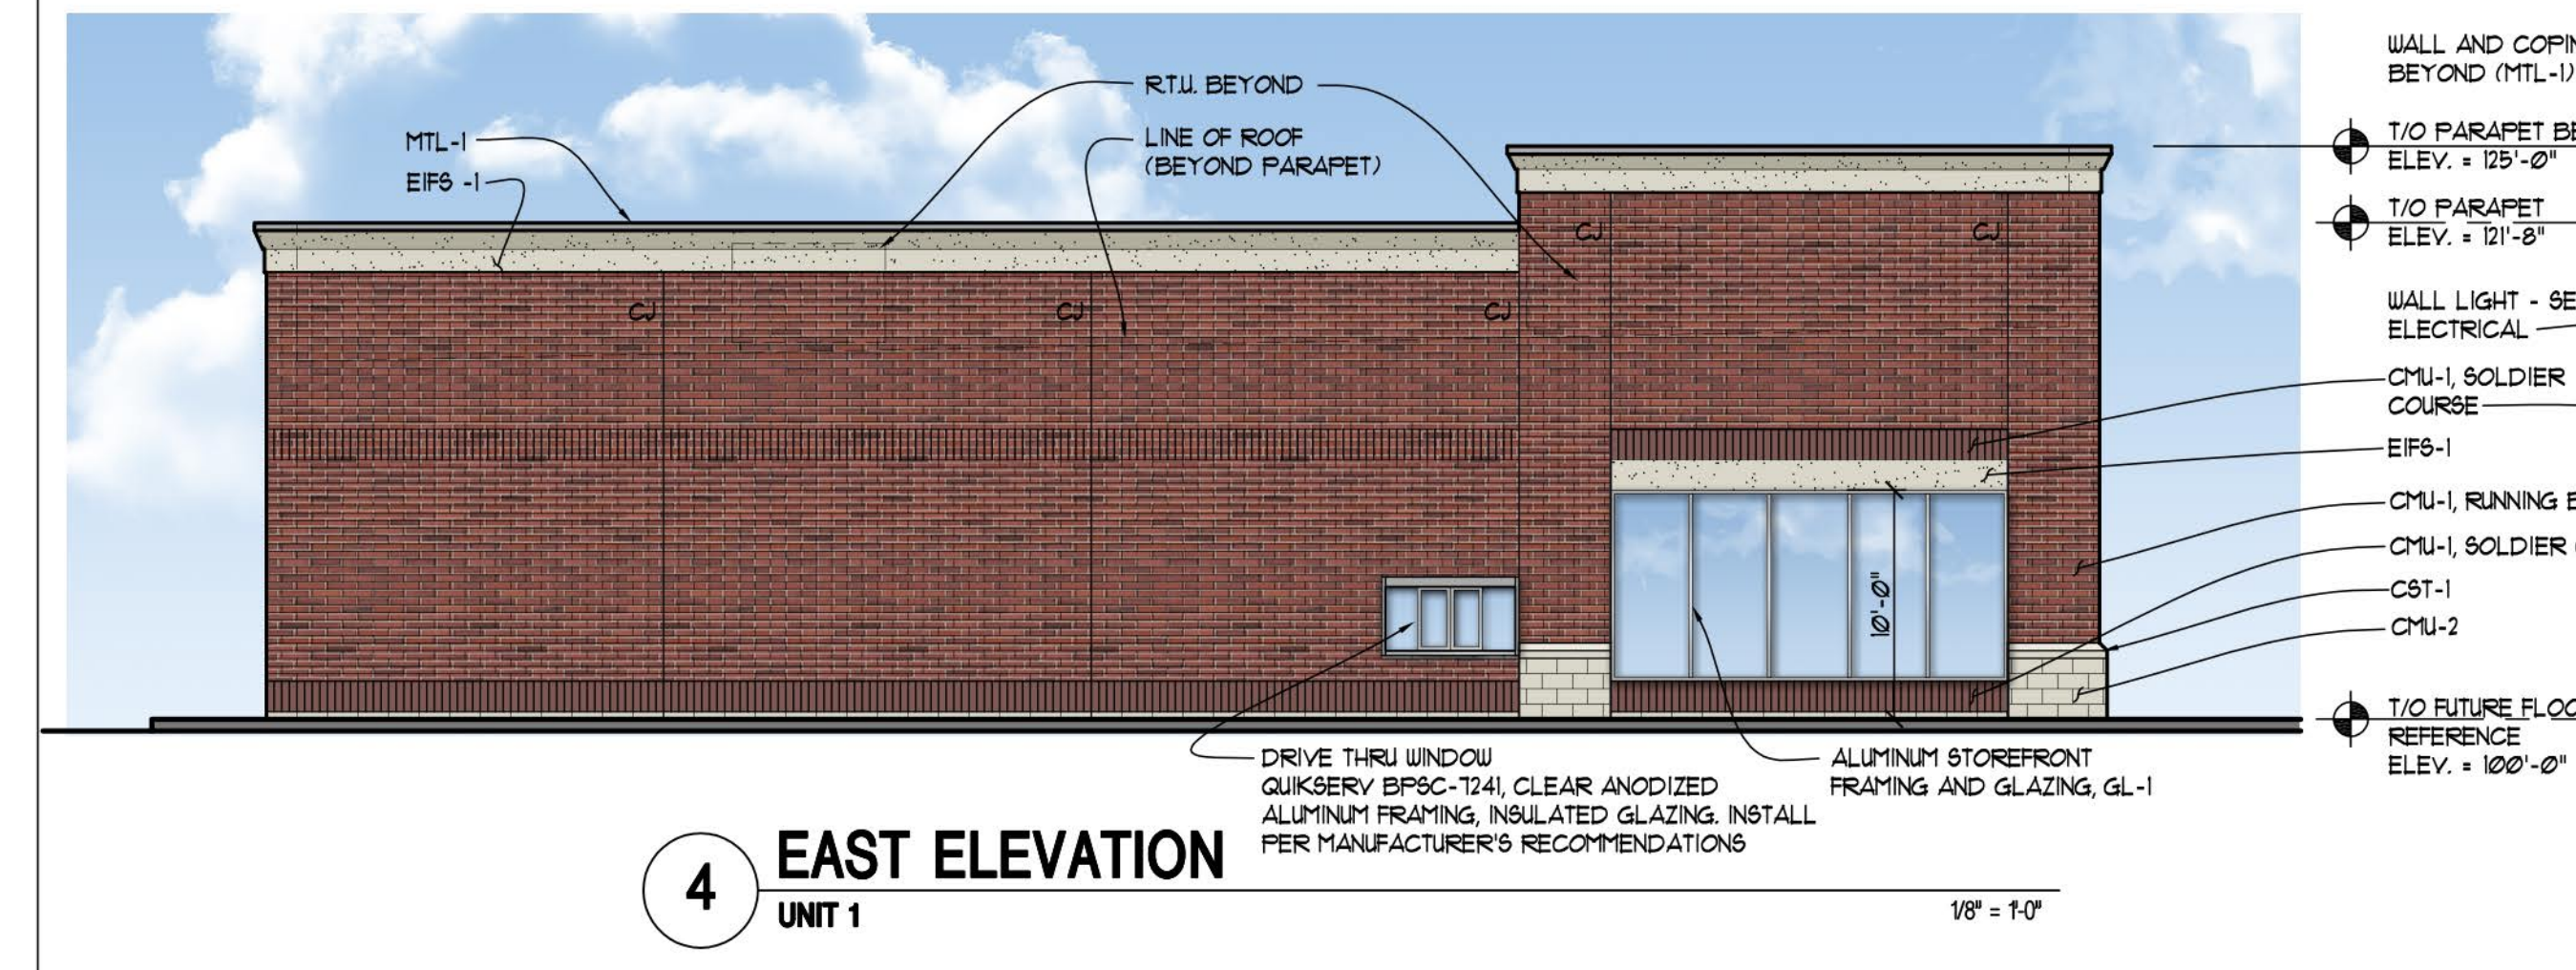 R.T.U. BEYOND
LINE OF ROOF
(BEYOND PARAPET)
MTL-1
EIFS -1
CJ
CJ
CJ
CJ
CJ
10'-0"
WALL AND
BEYOND (MTL-1)
T/O PARAPET
ELEV. = 125'-0"
T/O PARAPET
ELEV. = 121'-8"
WALL LIGHT -
ELECTRICAL
CMU-1, SOLDIER
COURSE
EIFS-1
CMU-1, RUNNING
CMU-1, SOLDIER
CST-1
CMU-2
T/O FUTURE
REFERENCE
ELEV. = 100'-0"
DRIVE THRU WINDOW
QUIKSERV BPSC-7241, CLEAR ANODIZED
ALUMINUM FRAMING, INSULATED GLAZING. INSTALL
PER MANUFACTURER'S RECOMMENDATIONS
ALUMINUM STOREFRONT
FRAMING AND GLAZING, GL-1
4
EAST ELEVATION
UNIT 1
1/8" = 1'-0"